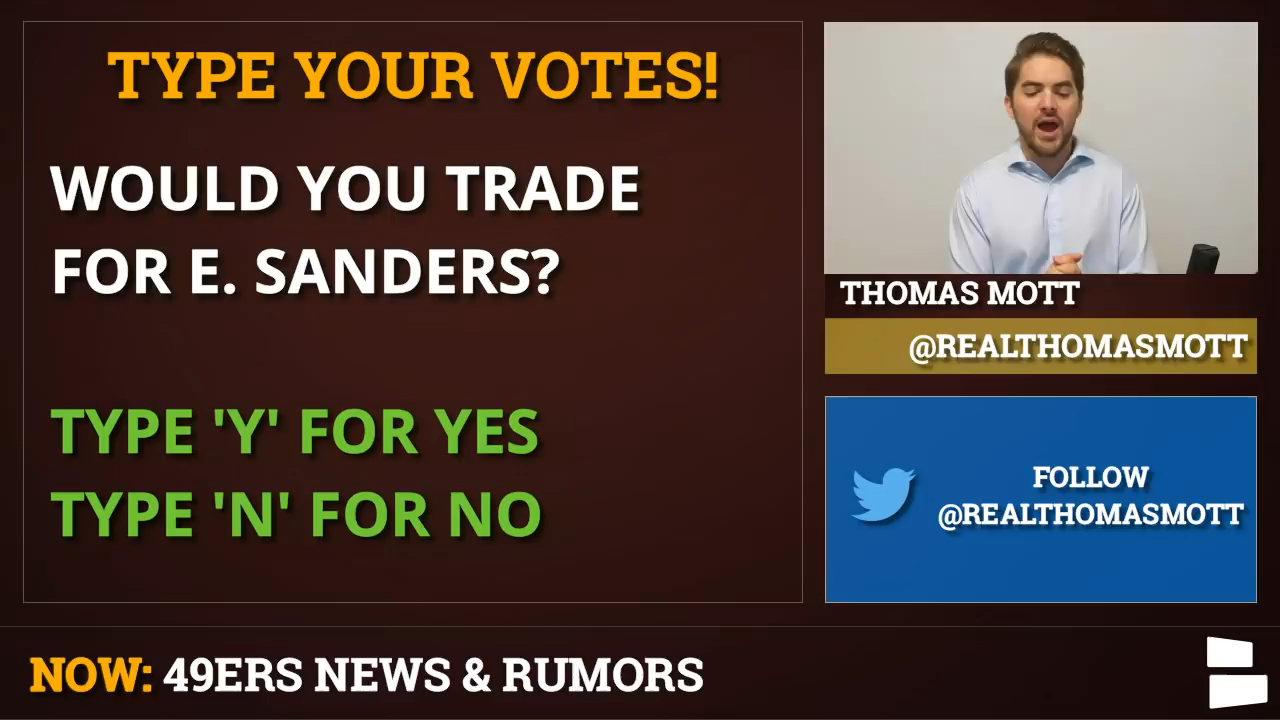 TYPE YOUR VOTES!
WOULD YOU TRADE
FOR E. SANDERS?
TYPE 'Y' FOR YES
TYPE 'N' FOR NO
THOMAS MOTT
@REALTHOMASMOTT
FOLLOW
@REALTHOMASMOTT
NOW: 49ERS NEWS & RUMORS